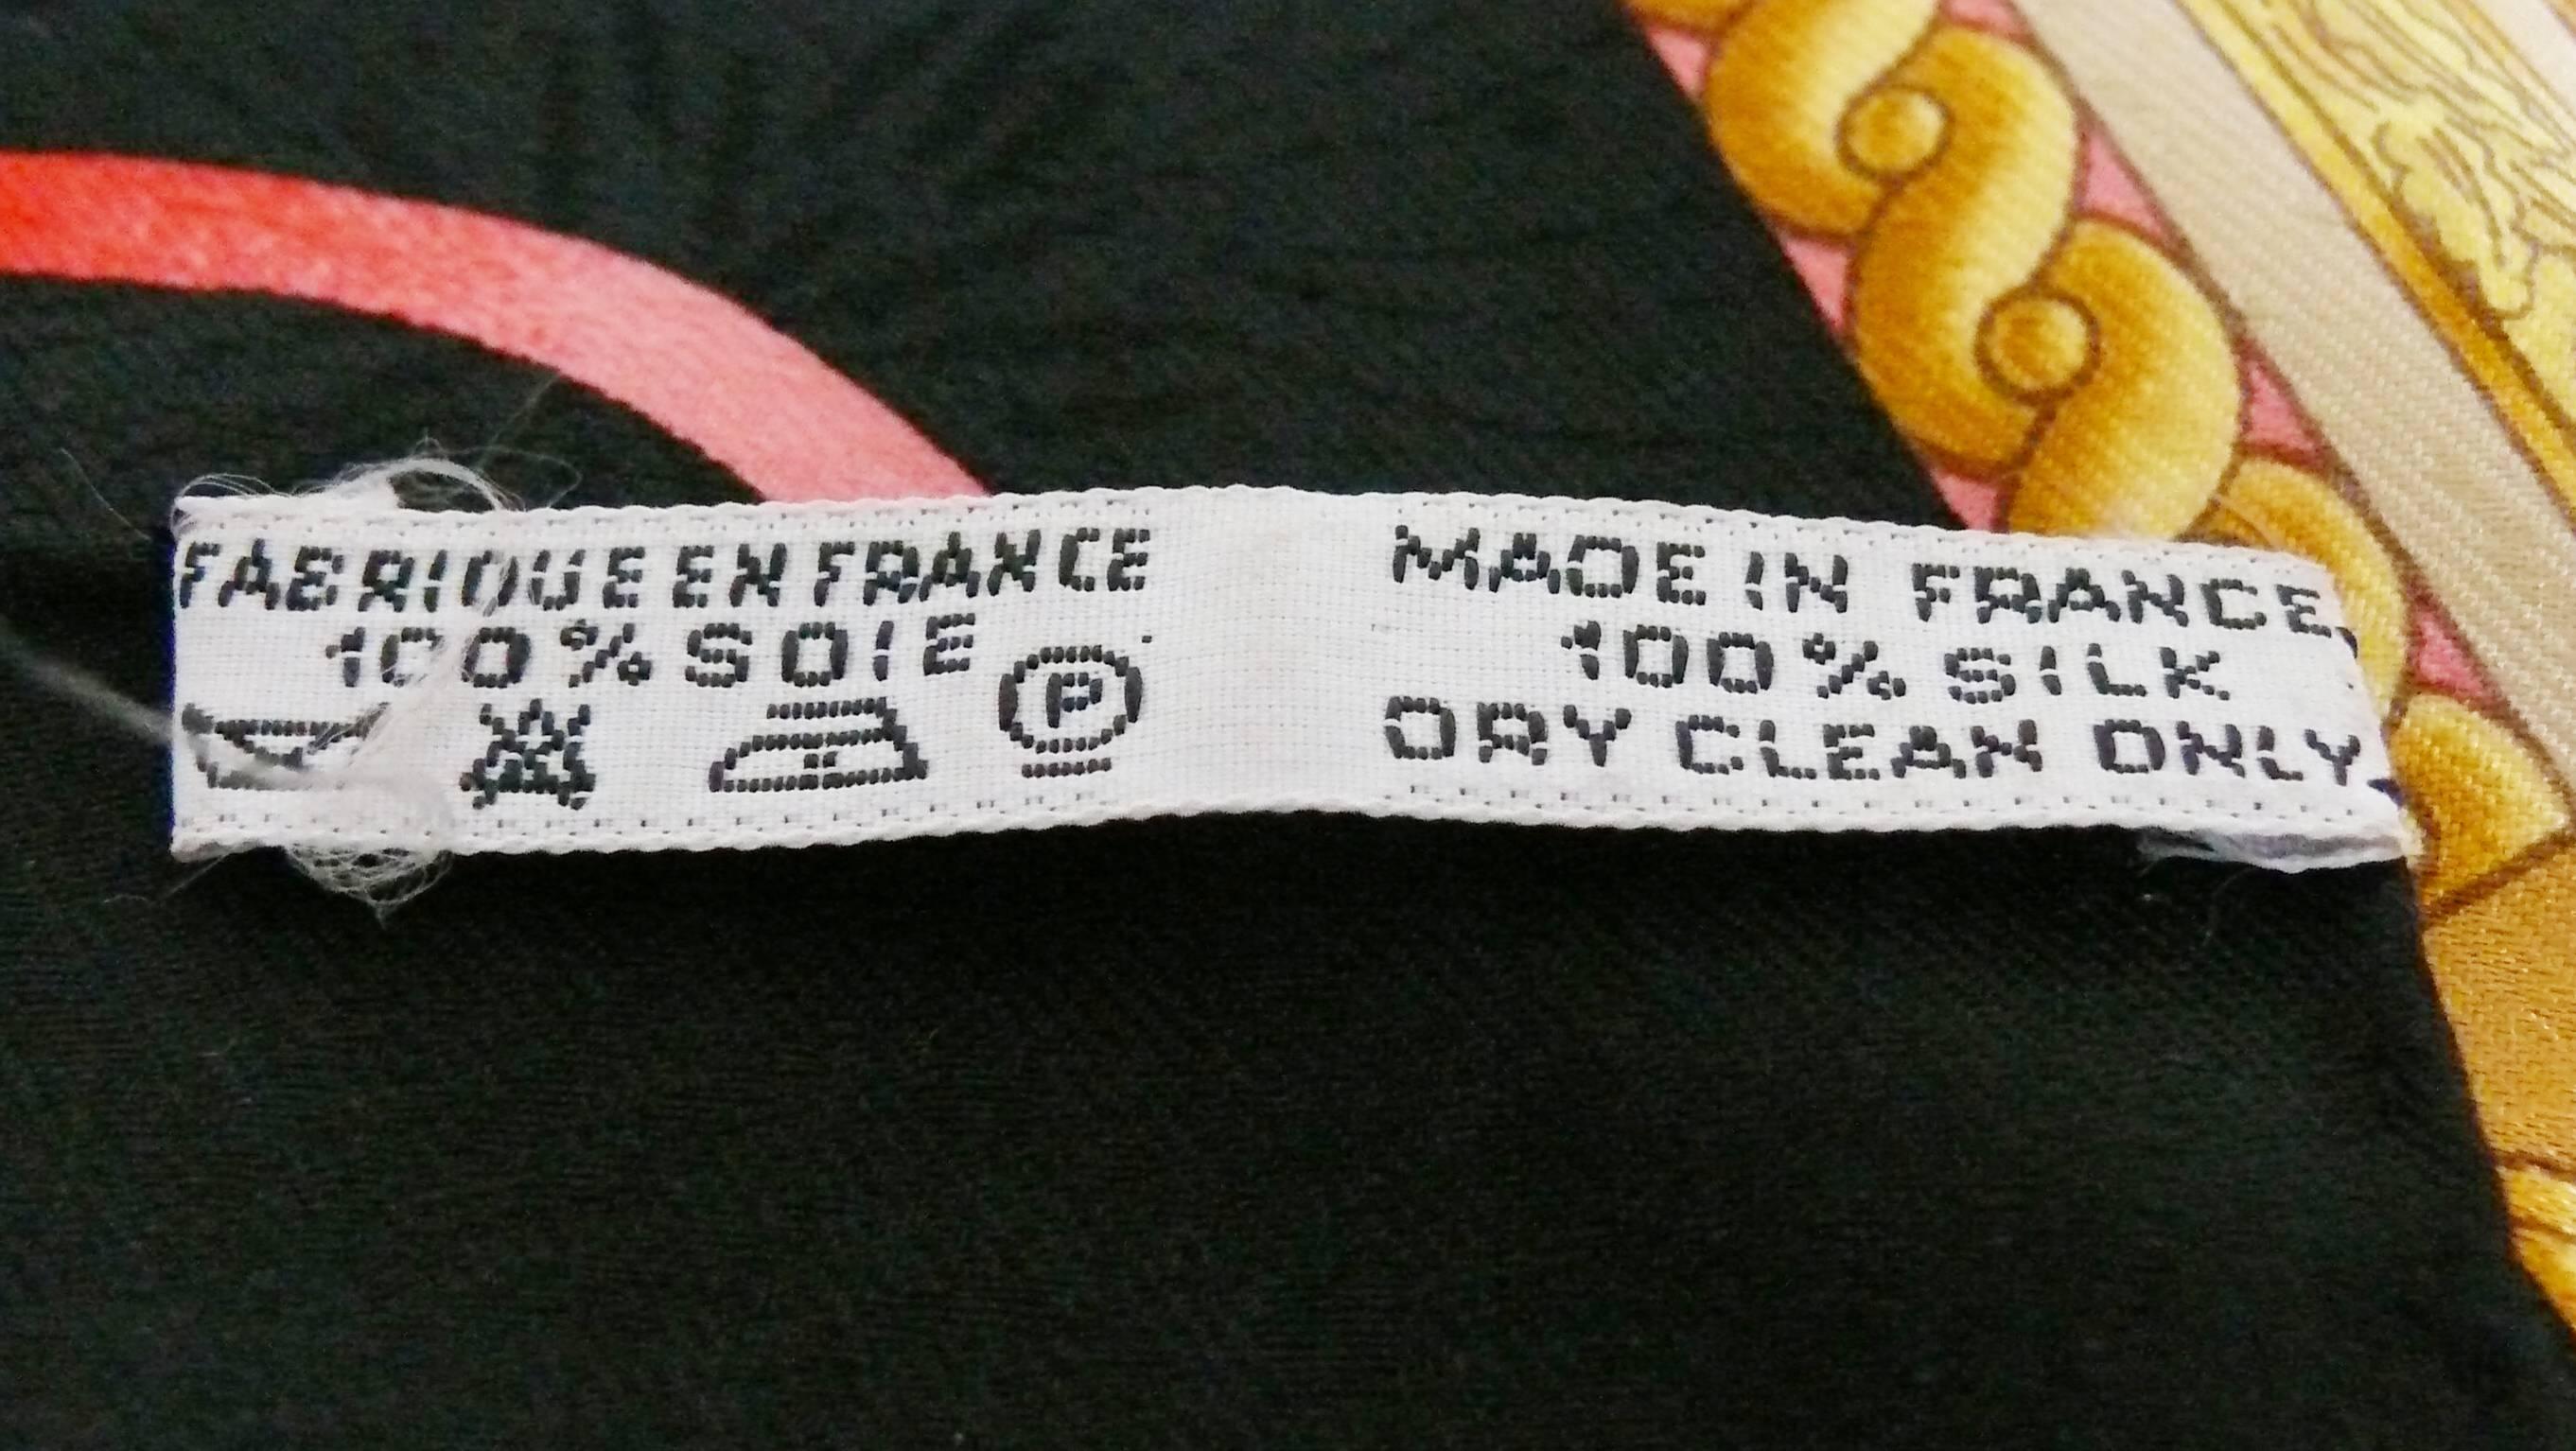 FABRIQUE EN FRANCE
100% SOIE
P
MADE IN FRANCE
100% SILK
DRY CLEAN ONLY